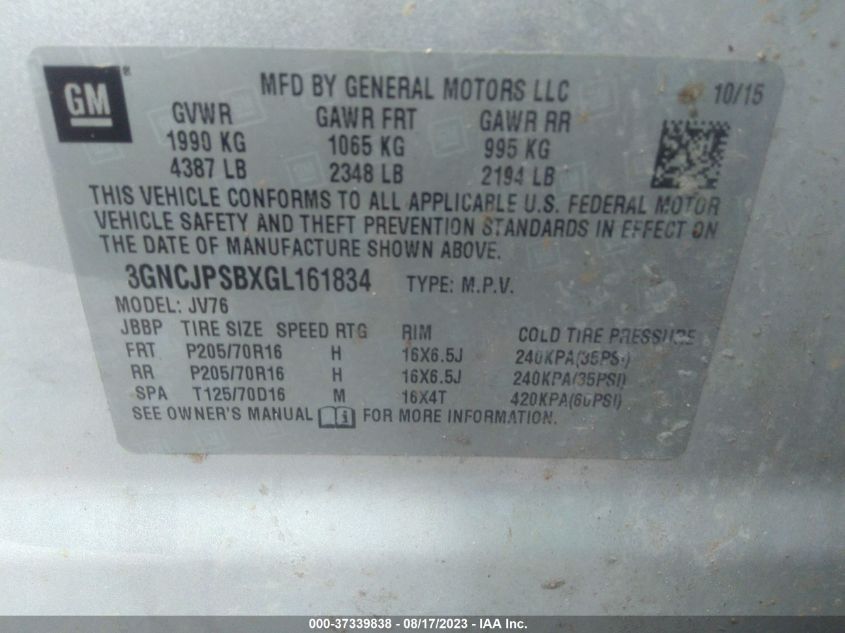 GM
MFD BY GENERAL MOTORS LLC 10/15
GVWR GAWR FRT GAWR RR
1990 KG 1065 KG 995 KG
4387 LB 2348 LB 2194 LB
THIS VEHICLE CONFORMS TO ALL APPLICABLE U.S. FEDERAL MOTOR
VEHICLE SAFETY AND THEFT PREVENTION STANDARDS IN EFFECT ON
THE DATE OF MANUFACTURE SHOWN ABOVE.
3GNCJPSBXGL161834 TYPE: M.P.V.
MODEL: JV76
JBBP TIRE SIZE SPEED RTG RIM COLD TIRE PRESSURE
FRT P205/70R16 H 16X6.5J 240KPA(35PSI)
RR P205/70R16 H 16X6.5J 240KPA(35PSI)
SPA T125/70D16 M 16X4T 420KPA(60PSI)
SEE OWNER'S MANUAL FOR MORE INFORMATION.
000-37339838 - 08/17/2023 - IAA Inc.